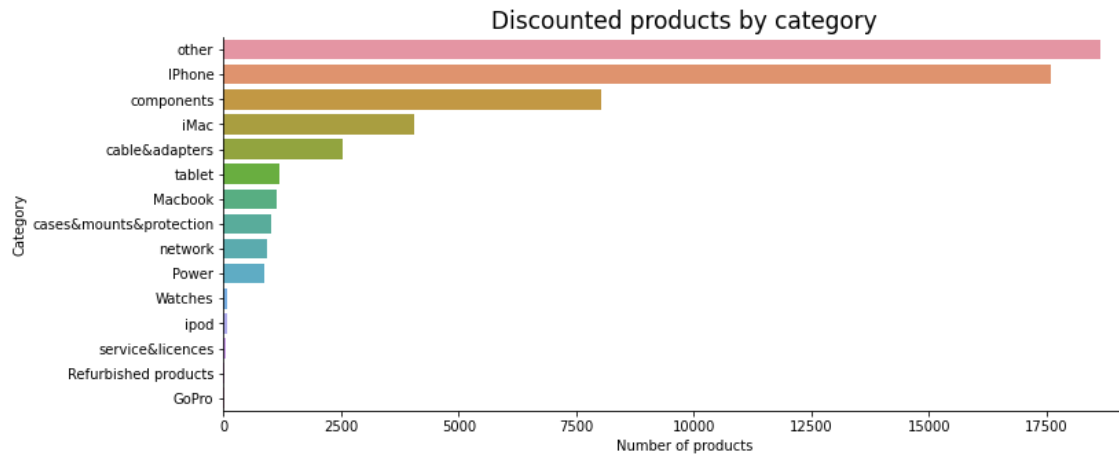 Discounted products by category
other
IPhone
components
iMac
cable&adapters
tablet
Macbook
cases&mounts&protection
network
Power
Watches
ipod
service&licences
Refurbished products
GoPro
Category
0 2500 5000 7500 10000 12500 15000 17500
Number of products